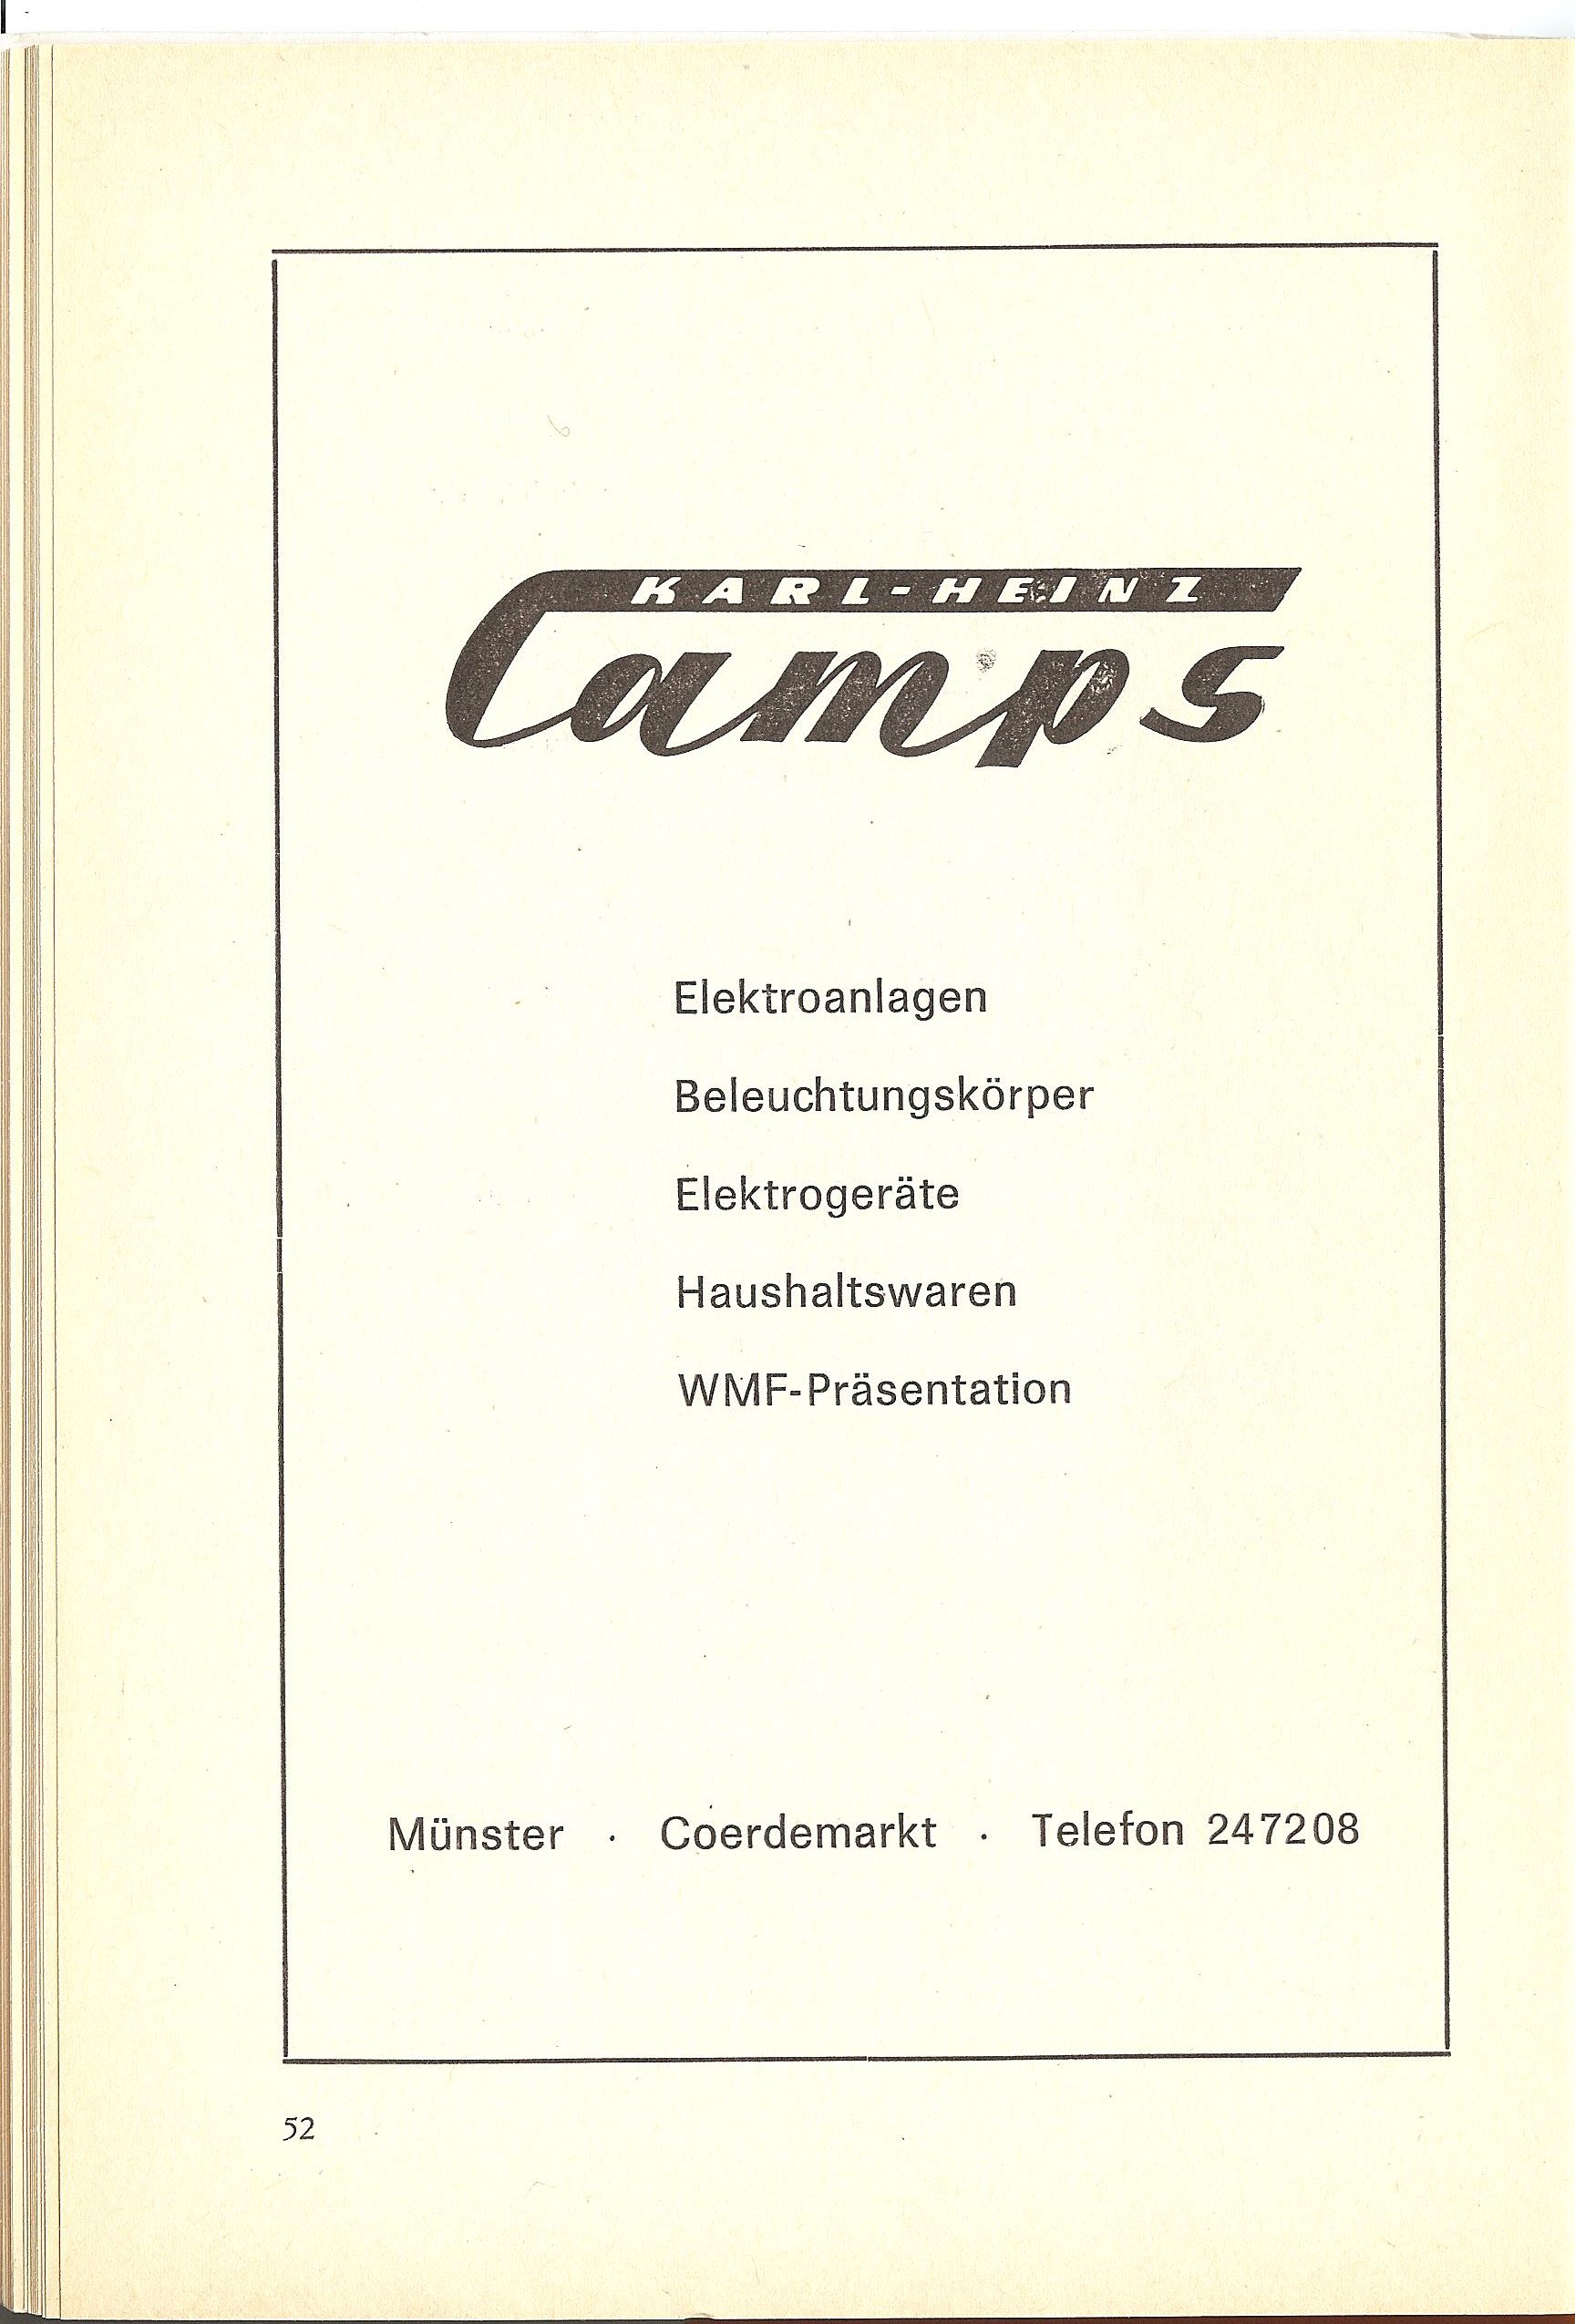 KARL-HEINZ
Camps
Elektroanlagen
Beleuchtungskörper
Elektrogeräte
Haushaltswaren
WMF-Präsentation
Münster · Coerdemarkt · Telefon 247208
52